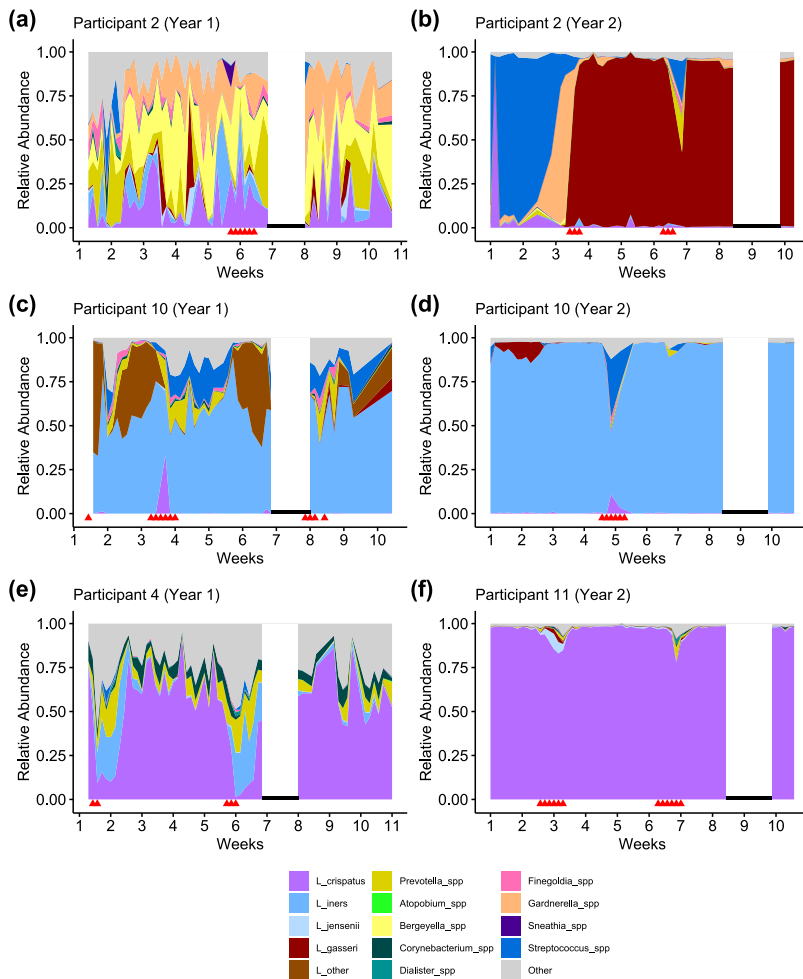 (a) Participant 2 (Year 1)
Relative Abundance
1.00
0.75
0.50
0.25
0.00
1 2 3 4 5 6 7 8 9 10 11
Weeks
(b) Participant 2 (Year 2)
Relative Abundance
1.00
0.75
0.50
0.25
0.00
1 2 3 4 5 6 7 8 9 10
Weeks
(c) Participant 10 (Year 1)
Relative Abundance
1.00
0.75
0.50
0.25
0.00
1 2 3 4 5 6 7 8 9 10
Weeks
(d) Participant 10 (Year 2)
Relative Abundance
1.00
0.75
0.50
0.25
0.00
1 2 3 4 5 6 7 8 9 10
Weeks
(e) Participant 4 (Year 1)
Relative Abundance
1.00
0.75
0.50
0.25
0.00
1 2 3 4 5 6 7 8 9 10 11
Weeks
(f) Participant 11 (Year 2)
Relative Abundance
1.00
0.75
0.50
0.25
0.00
1 2 3 4 5 6 7 8 9 10
Weeks
L_crispatus
L_iners
L_jensenii
L_gasseri
L_other
Prevotella_spp
Atopobium_spp
Bergeyella_spp
Corynebacterium_spp
Dialister_spp
Finegoldia_spp
Gardnerella_spp
Sneathia_spp
Streptococcus_spp
Other